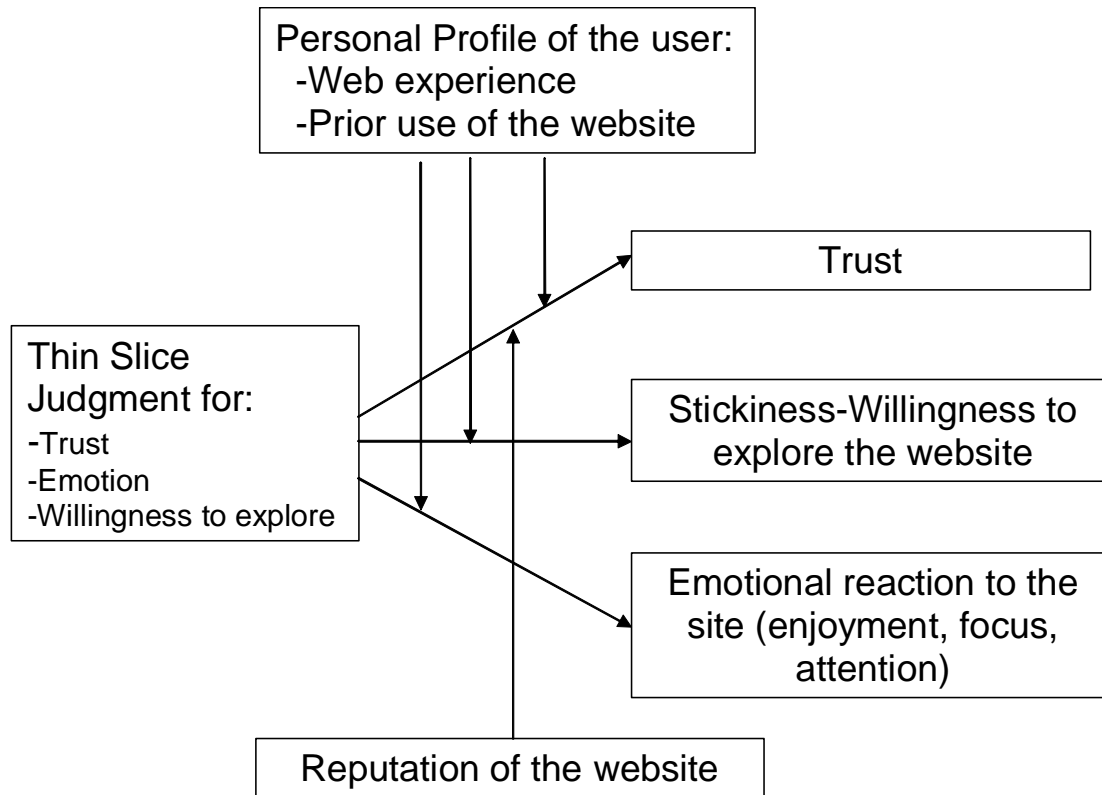 Personal Profile of the user:
-Web experience
-Prior use of the website
Trust
Thin Slice
Judgment for:
-Trust
-Emotion
-Willingness to explore
Stickiness-Willingness to
explore the website
Emotional reaction to the
site (enjoyment, focus,
attention)
Reputation of the website